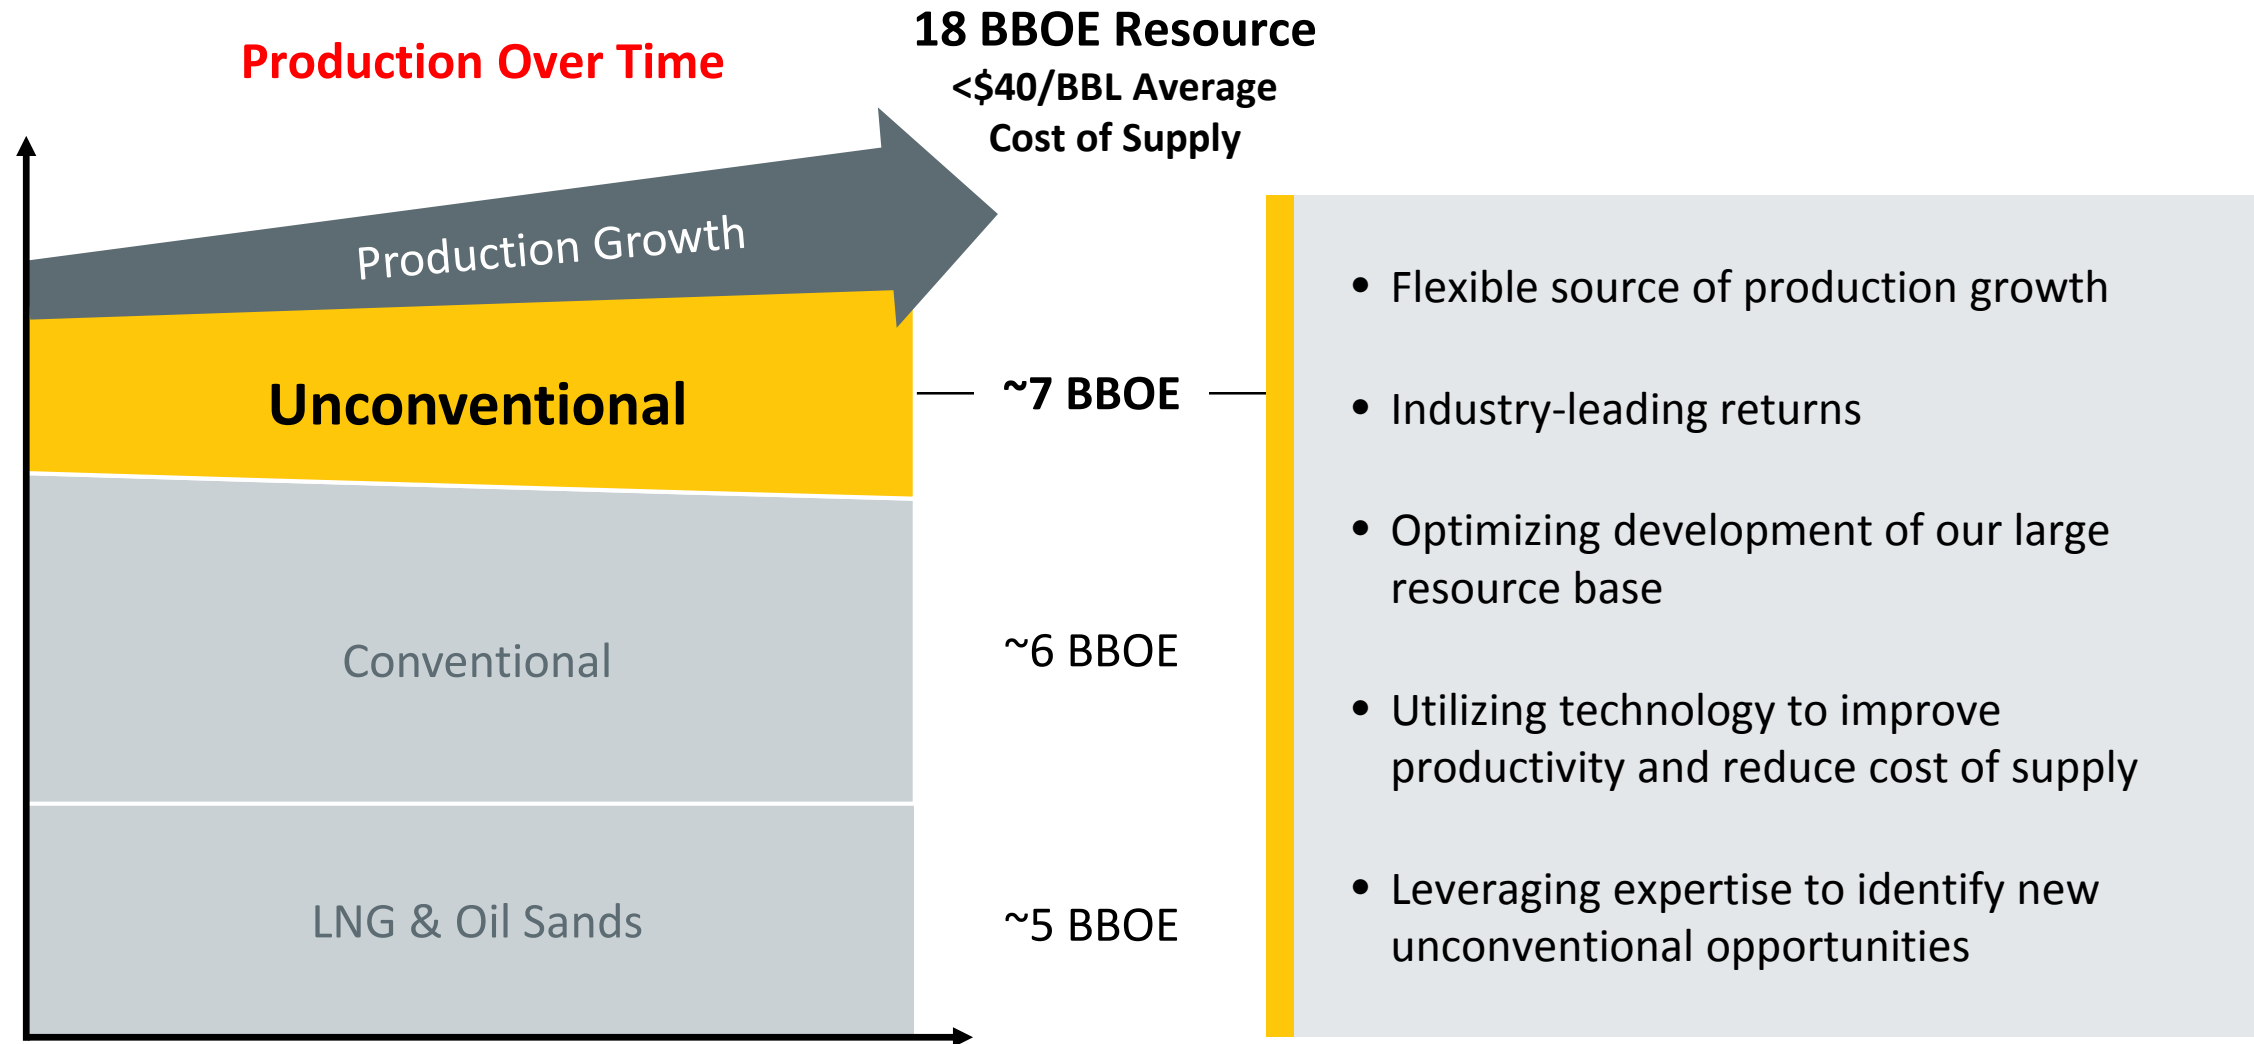 Production Over Time
18 BBOE Resource
<$40/BBL Average
Cost of Supply
Production Growth
Unconventional
~7 BBOE
Conventional
~6 BBOE
LNG & Oil Sands
~5 BBOE
• Flexible source of production growth
• Industry-leading returns
• Optimizing development of our large
resource base
• Utilizing technology to improve
productivity and reduce cost of supply
• Leveraging expertise to identify new
unconventional opportunities